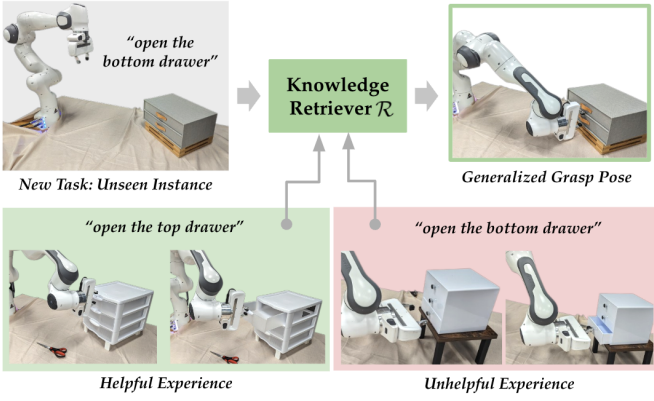 “open the
bottom drawer”
Knowledge
Retriever R
New Task: Unseen Instance
Generalized Grasp Pose
“open the top drawer”
“open the bottom drawer”
Helpful Experience
Unhelpful Experience